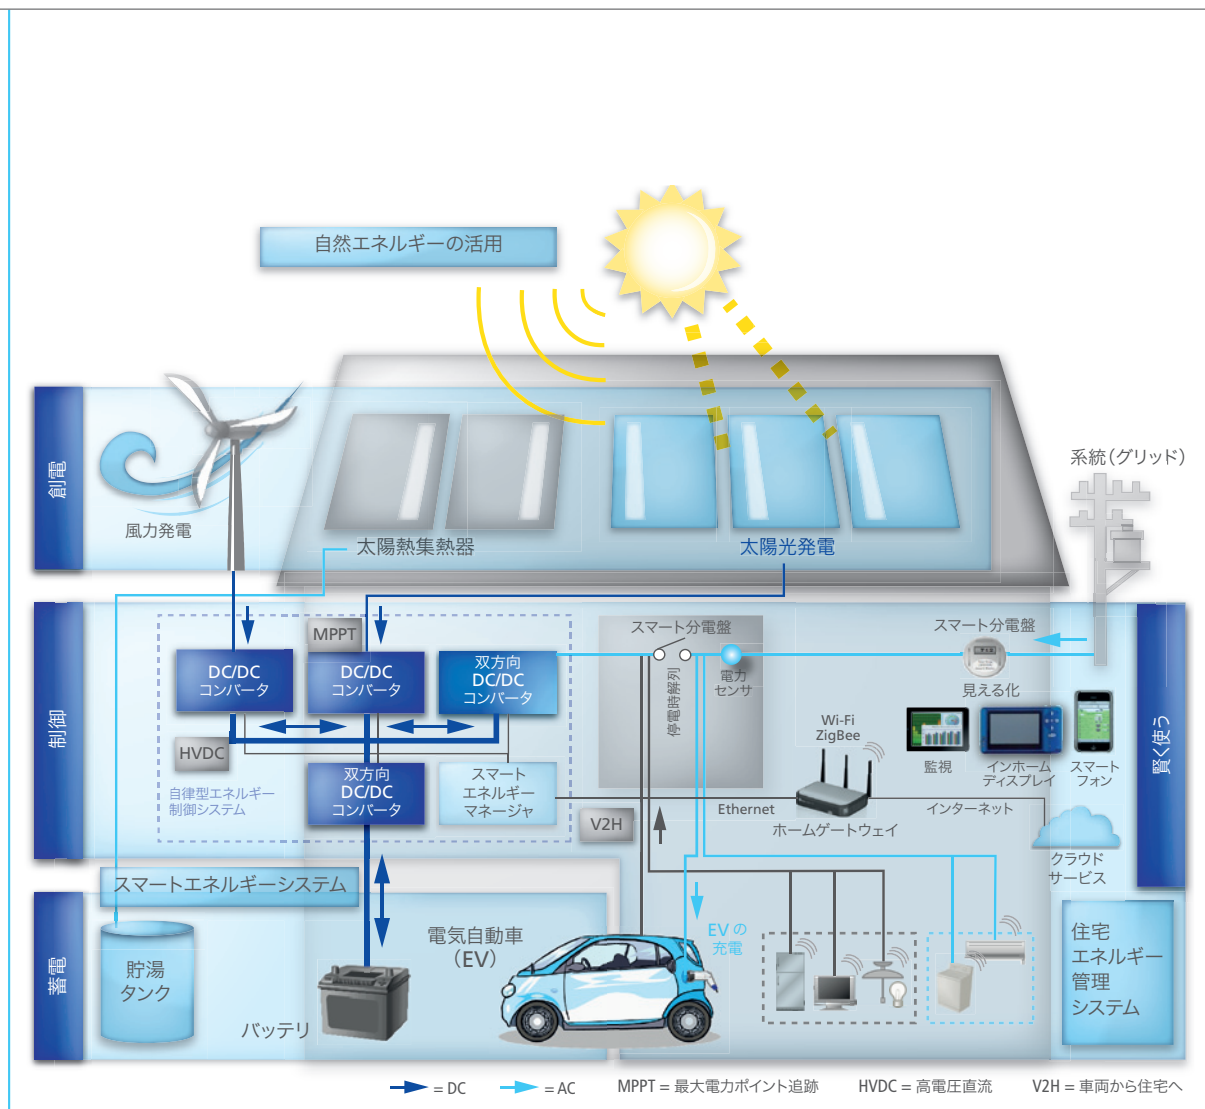 自然エネルギーの活用
創電
風力発電
太陽熱集熱器
太陽光発電
系統（グリッド）
制御
MPPT
DC/DC
コンバータ
DC/DC
コンバータ
双方向
DC/DC
コンバータ
HVDC
自律型エネルギー
制御システム
双方向
DC/DC
コンバータ
スマート
エネルギー
マネージャ
スマート分電盤
停電時解列
電力
センサ
スマート分電盤
見える化
Wi-Fi
ZigBee
監視
インホーム
ディスプレイ
スマート
フォン
賢く使う
V2H
Ethernet
ホームゲートウェイ
インターネット
クラウド
サービス
スマートエネルギーシステム
蓄電
貯湯
タンク
バッテリ
電気自動車
（EV）
EVの
充電
住宅
エネルギー
管理
システム
= DC
= AC
MPPT = 最大電力ポイント追跡
HVDC = 高電圧直流
V2H = 車両から住宅へ